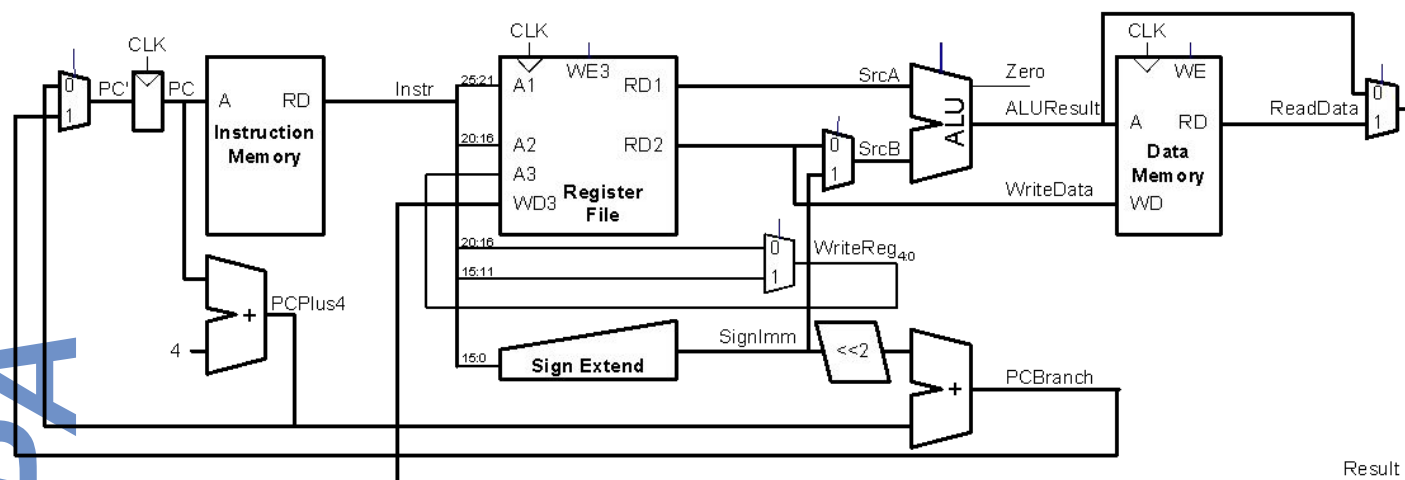 CLK
CLK
CLK
0
1
PC'
PC
A
RD
Instruction
Memory
Instr
25:21
20:16
A1
A2
A3
WD3
WE3
RD1
RD2
Register
File
SrcA
0
1
SrcB
ALU
Zero
ALUResult
WriteData
WE
A
RD
Data
Memory
WD
ReadData
0
1
20:16
15:11
0
1
WriteReg4:0
PCPlus4
+
4
15:0
Sign Extend
SignImm
<<2
+
PCBranch
Result